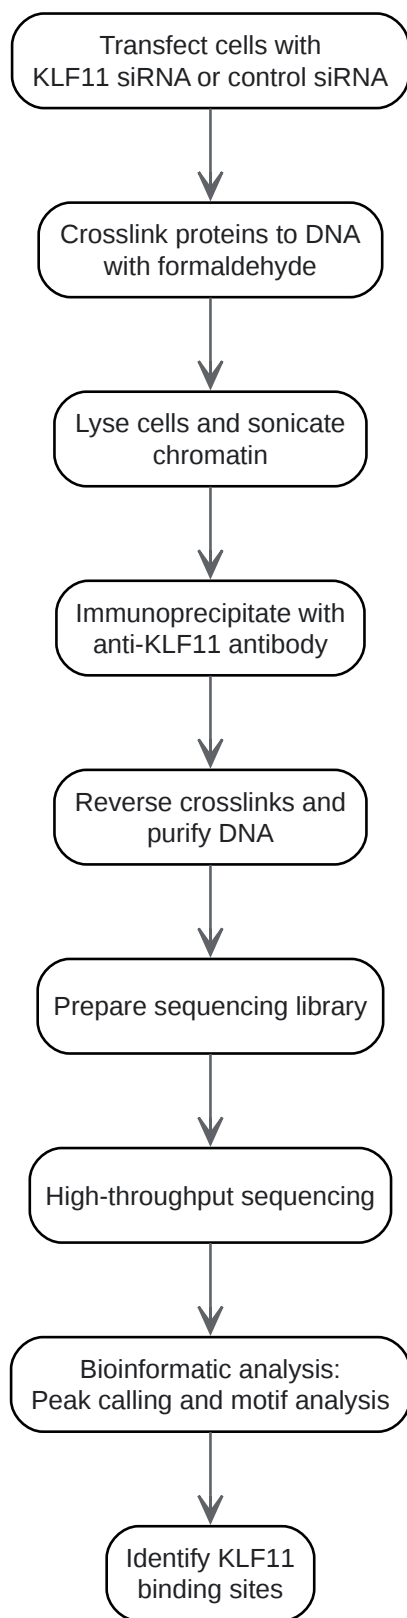 Transfect cells with
KLF11 siRNA or control siRNA
Crosslink proteins to DNA
with formaldehyde
Lyse cells and sonicate
chromatin
Immunoprecipitate with
anti-KLF11 antibody
Reverse crosslinks and
purify DNA
Prepare sequencing library
High-throughput sequencing
Bioinformatic analysis:
Peak calling and motif analysis
Identify KLF11
binding sites